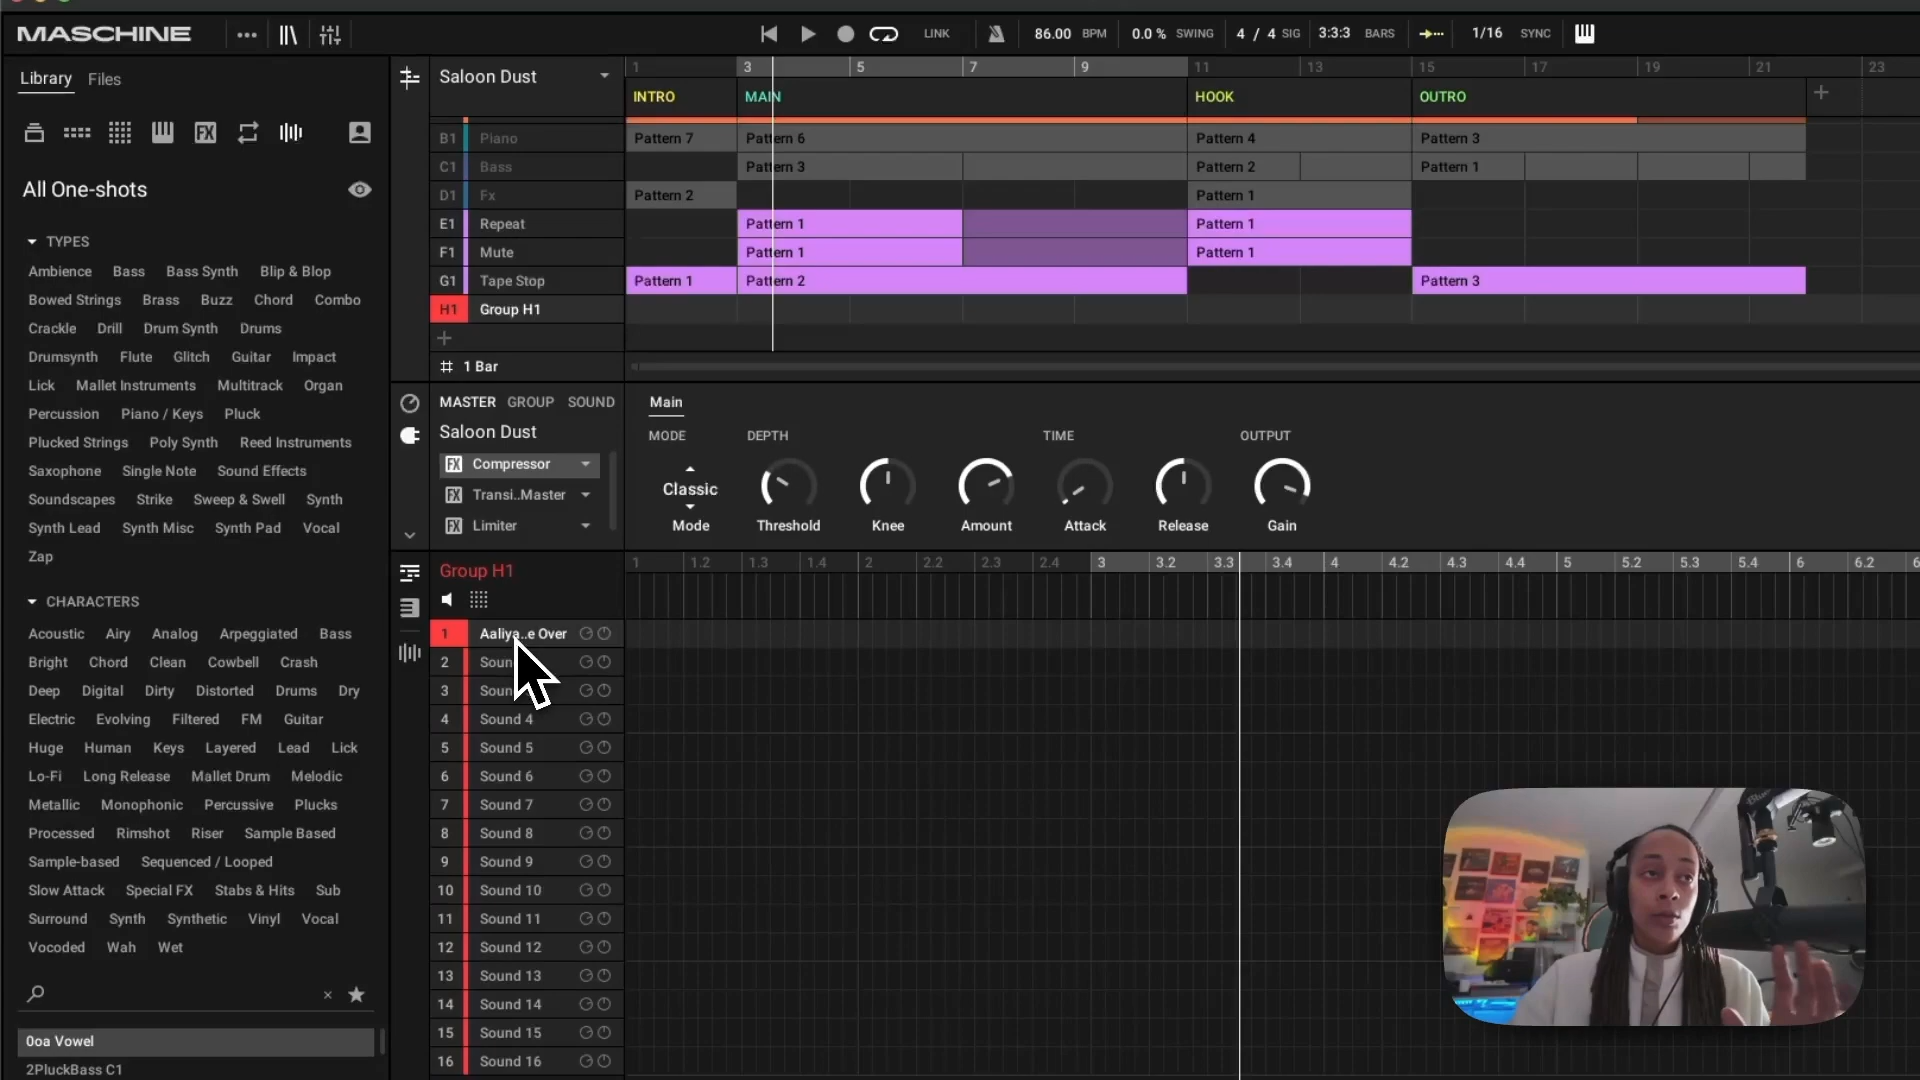 MASCHINE
LINK 86.00 BPM 0.0 % SWING 4 / 4 SIG 3:3:3 BARS 1/16 SYNC
Library Files
All One-shots
TYPES
Ambience Bass Bass Synth Blip & Blop
Bowed Strings Brass Buzz Chord Combo
Crackle Drill Drum Synth Drums
Drumsynth Flute Glitch Guitar Impact
Lick Mallet Instruments Multitrack Organ
Percussion Piano / Keys Pluck
Plucked Strings Poly Synth Reed Instruments
Saxophone Single Note Sound Effects
Soundscapes Strike Sweep & Swell Synth
Synth Lead Synth Misc Synth Pad Vocal
Zap
CHARACTERS
Acoustic Airy Analog Arpeggiated Bass
Bright Chord Clean Cowbell Crash
Deep Digital Dirty Distorted Drums Dry
Electric Evolving Filtered FM Guitar
Huge Human Keys Layered Lead Lick
Lo-Fi Long Release Mallet Drum Melodic
Metallic Monophonic Percussive Plucks
Processed Rimshot Riser Sample Based
Sample-based Sequenced / Looped
Slow Attack Special FX Stabs & Hits Sub
Surround Synth Synthetic Vinyl Vocal
Vocoded Wah Wet
0oa Vowel
2PluckBass C1
Saloon Dust
1 3 5 7 9 11 13 15 17 19 21 23
INTRO MAIN HOOK OUTRO
B1 Piano Pattern 7 Pattern 6 Pattern 4 Pattern 3
C1 Bass Pattern 3 Pattern 2 Pattern 1
D1 Fx Pattern 2 Pattern 1
E1 Repeat Pattern 1 Pattern 1
F1 Mute Pattern 1 Pattern 1
G1 Tape Stop Pattern 1 Pattern 2 Pattern 3
H1 Group H1
1 Bar
MASTER GROUP SOUND
Saloon Dust
FX Compressor
FX Transi..Master
FX Limiter
Main
MODE DEPTH TIME OUTPUT
Classic
Mode Threshold Knee Amount Attack Release Gain
Group H1
1 1.2 1.3 1.4 2 2.2 2.3 2.4 3 3.2 3.3 3.4 4 4.2 4.3 4.4 5 5.2 5.3 5.4 6 6.2 6
1 Aaliya..e Over
2 Soun
3 Soun
4 Sound 4
5 Sound 5
6 Sound 6
7 Sound 7
8 Sound 8
9 Sound 9
10 Sound 10
11 Sound 11
12 Sound 12
13 Sound 13
14 Sound 14
15 Sound 15
16 Sound 16